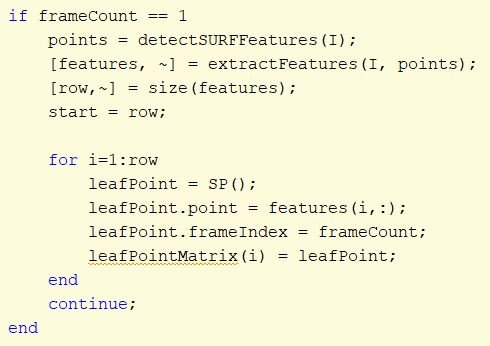 if frameCount == 1
    points = detectSURFFeatures(I);
    [features, ~] = extractFeatures(I, points);
    [row,~] = size(features);
    start = row;

    for i=1:row
        leafPoint = SP();
        leafPoint.point = features(i,:);
        leafPoint.frameIndex = frameCount;
        leafPointMatrix(i) = leafPoint;
    end
    continue;
end